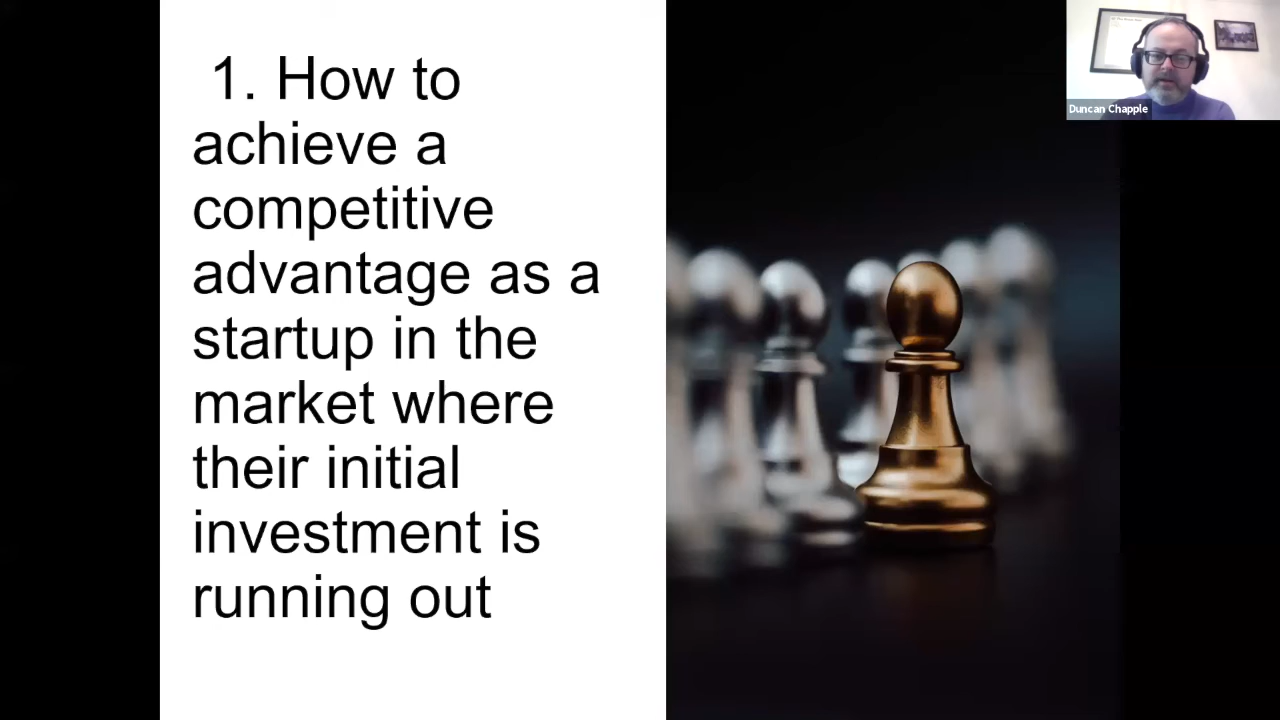 1. How to
achieve a
competitive
advantage as a
startup in the
market where
their initial
investment is
running out
Duncan Chapple